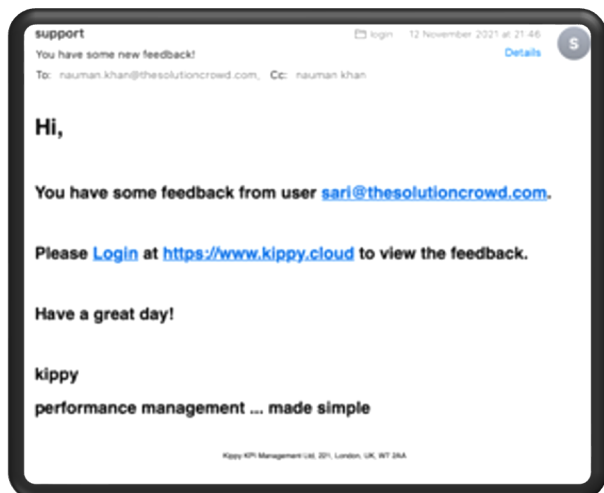 support
login 12 November 2021 at 21:46
S
You have some new feedback!
Details
To: nauman.khan@thesolutioncrowd.com, Cc: nauman khan
Hi,
You have some feedback from user sari@thesolutioncrowd.com.
Please Login at https://www.kippy.cloud to view the feedback.
Have a great day!
kippy
performance management ... made simple
Kippy KPI Management Ltd, 221, London, UK, W1